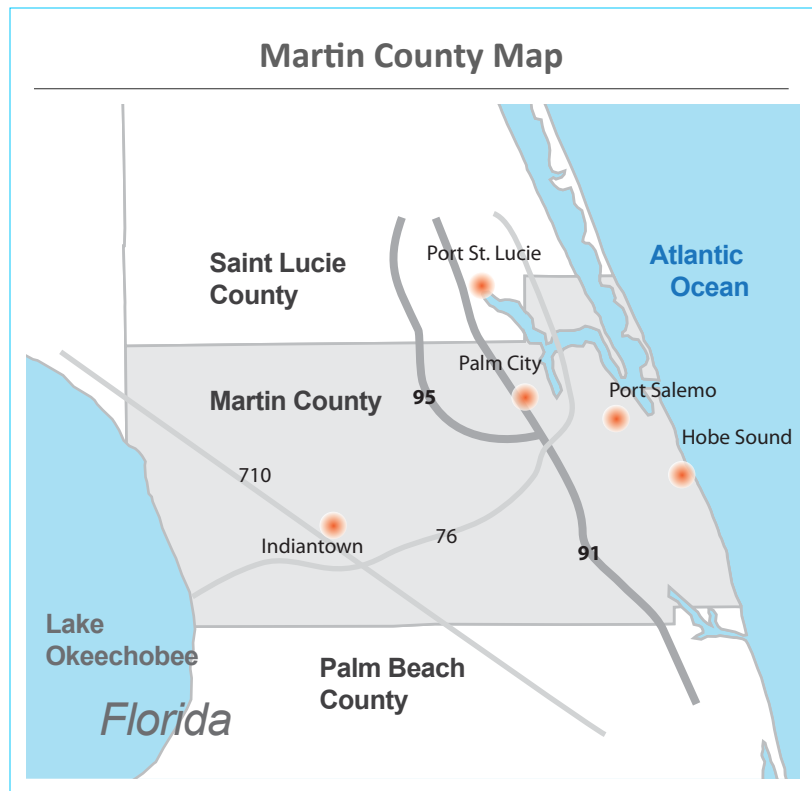 Martin County Map
Port St. Lucie
Saint Lucie
County
Atlantic
Ocean
Palm City
Martin County
95
Port Salemo
Hobe Sound
710
Indiantown
76
91
Lake
Okeechobee
Palm Beach
County
Florida